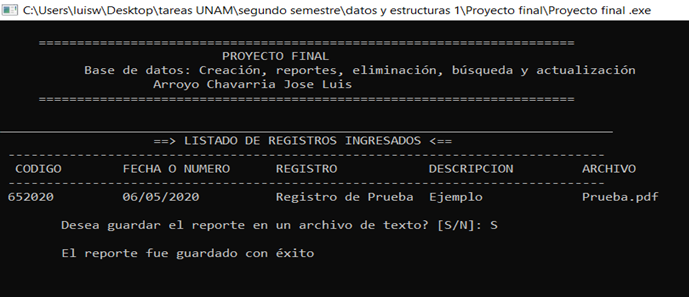 C:\Users\luisw\Desktop\tareas UNAM\segundo semestre\datos y estructuras 1\Proyecto final\Proyecto final .exe
======================================================================
PROYECTO FINAL
Base de datos: Creación, reportes, eliminación, búsqueda y actualización
Arroyo Chavarria Jose Luis
======================================================================
==> LISTADO DE REGISTROS INGRESADOS <==
CODIGO FECHA O NUMERO REGISTRO DESCRIPCION ARCHIVO
652020 06/05/2020 Registro de Prueba Ejemplo Prueba.pdf
Desea guardar el reporte en un archivo de texto? [S/N]: S
El reporte fue guardado con éxito